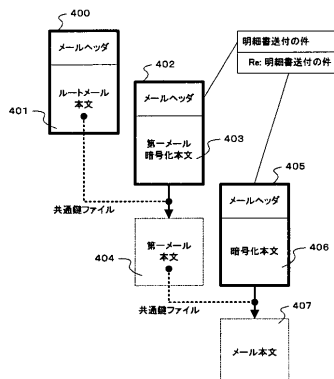 400
メールヘッダ
ルートメール
本文
401
402
メールヘッダ
第一メール
暗号化本文
403
明細書送付の件
Re: 明細書送付の件
共通鍵ファイル
第一メール
本文
404
405
メールヘッダ
暗号化本文
406
共通鍵ファイル
407
メール本文